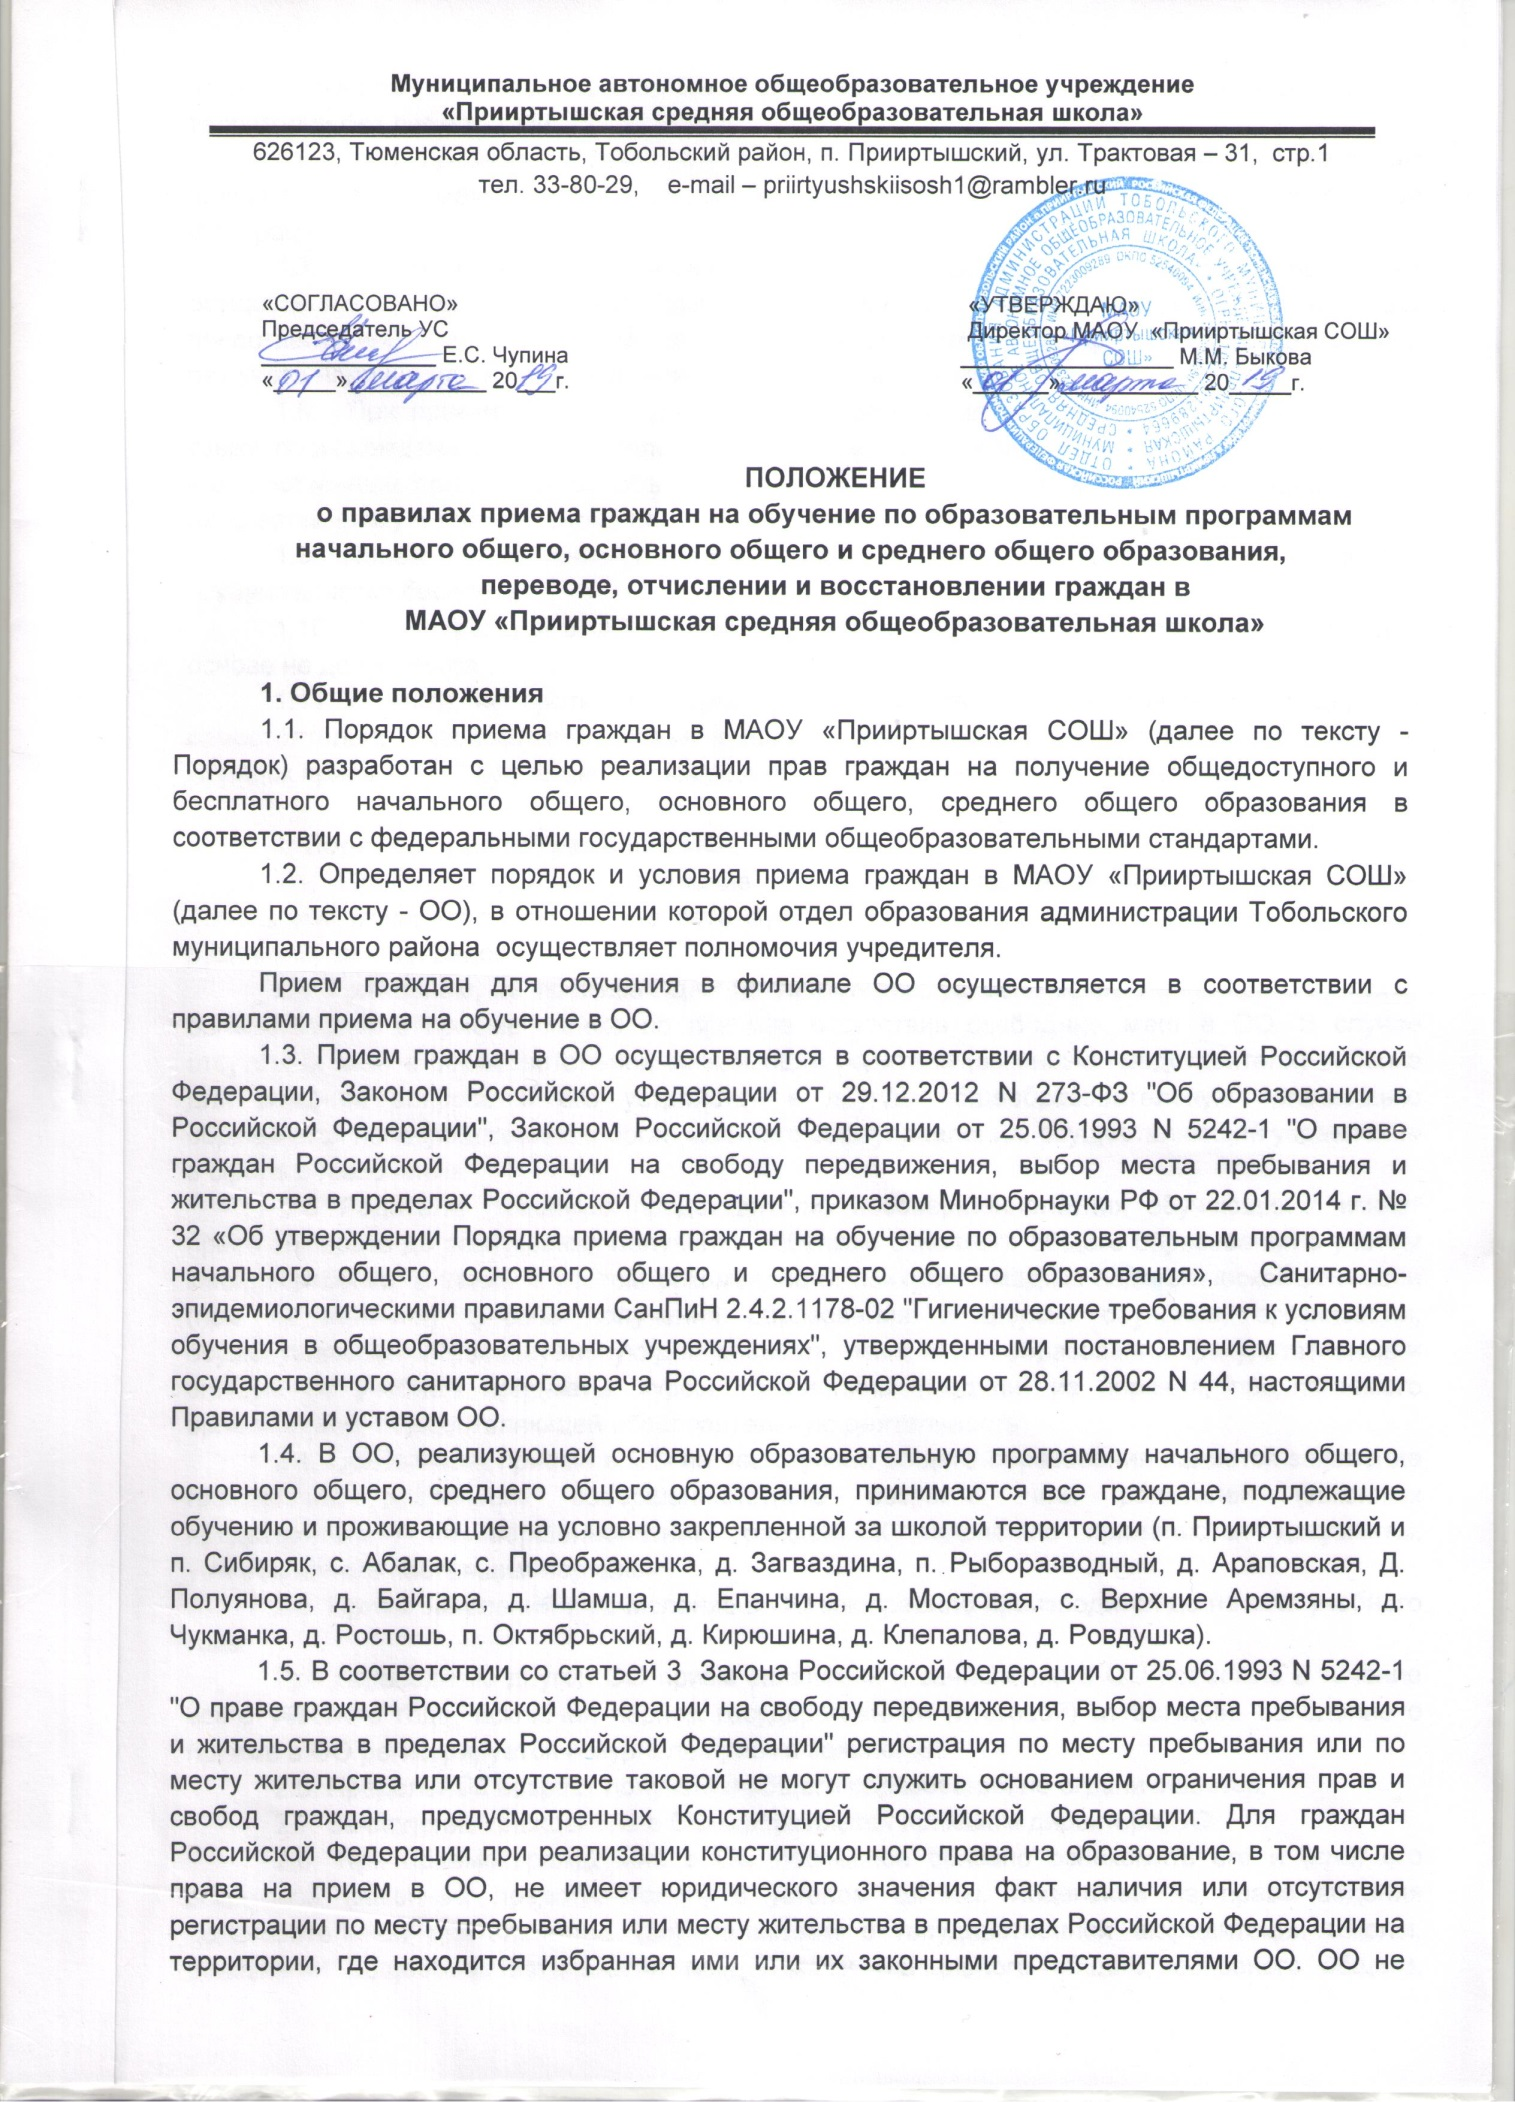 Муниципальное автономное общеобразовательное учреждение
«Прииртышская средняя общеобразовательная школа»
626123, Тюменская область, Тобольский район, п. Прииртышский, ул. Трактовая – 31, стр.1
тел. 33-80-29, e-mail – priirtyushskiisosh1@rambler.ru
«СОГЛАСОВАНО»
Председатель УС
Е.С. Чупина
«01» марта 2019г.
«УТВЕРЖДАЮ»
Директор МАОУ «Прииртышская СОШ»
М.М. Быкова
«01» марта 20 19 г.
ПОЛОЖЕНИЕ
о правилах приема граждан на обучение по образовательным программам
начального общего, основного общего и среднего общего образования,
переводе, отчислении и восстановлении граждан в
МАОУ «Прииртышская средняя общеобразовательная школа»
1. Общие положения
1.1. Порядок приема граждан в МАОУ «Прииртышская СОШ» (далее по тексту -
Порядок) разработан с целью реализации прав граждан на получение общедоступного и
бесплатного начального общего, основного общего, среднего общего образования в
соответствии с федеральными государственными общеобразовательными стандартами.
1.2. Определяет порядок и условия приема граждан в МАОУ «Прииртышская СОШ»
(далее по тексту - ОО), в отношении которой отдел образования администрации Тобольского
муниципального района осуществляет полномочия учредителя.
Прием граждан для обучения в филиале ОО осуществляется в соответствии с
правилами приема на обучение в ОО.
1.3. Прием граждан в ОО осуществляется в соответствии с Конституцией Российской
Федерации, Законом Российской Федерации от 29.12.2012 N 273-ФЗ "Об образовании в
Российской Федерации", Законом Российской Федерации от 25.06.1993 N 5242-1 "О праве
граждан Российской Федерации на свободу передвижения, выбор места пребывания и
жительства в пределах Российской Федерации", приказом Минобрнауки РФ от 22.01.2014 г. №
32 «Об утверждении Порядка приема граждан на обучение по образовательным программам
начального общего, основного общего и среднего общего образования», Санитарно-
эпидемиологическими правилами СанПиН 2.4.2.1178-02 "Гигиенические требования к условиям
обучения в общеобразовательных учреждениях", утвержденными постановлением Главного
государственного санитарного врача Российской Федерации от 28.11.2002 N 44, настоящими
Правилами и уставом ОО.
1.4. В ОО, реализующей основную образовательную программу начального общего,
основного общего, среднего общего образования, принимаются все граждане, подлежащие
обучению и проживающие на условно закрепленной за школой территории (п. Прииртышский и
п. Сибиряк, с. Абалак, с. Преображенка, д. Загваздина, п. Рыборазводный, д. Араповская, Д.
Полуянова, д. Байгара, д. Шамша, д. Епанчина, д. Мостовая, с. Верхние Аремзяны, д.
Чукманка, д. Ростошь, п. Октябрьский, д. Кирюшина, д. Клепалова, д. Ровдушка).
1.5. В соответствии со статьей 3 Закона Российской Федерации от 25.06.1993 N 5242-1
"О праве граждан Российской Федерации на свободу передвижения, выбор места пребывания
и жительства в пределах Российской Федерации" регистрация по месту пребывания или по
месту жительства или отсутствие таковой не могут служить основанием ограничения прав и
свобод граждан, предусмотренных Конституцией Российской Федерации. Для граждан
Российской Федерации при реализации конституционного права на образование, в том числе
права на прием в ОО, не имеет юридического значения факт наличия или отсутствия
регистрации по месту пребывания или месту жительства в пределах Российской Федерации на
территории, где находится избранная ими или их законными представителями ОО. ОО не